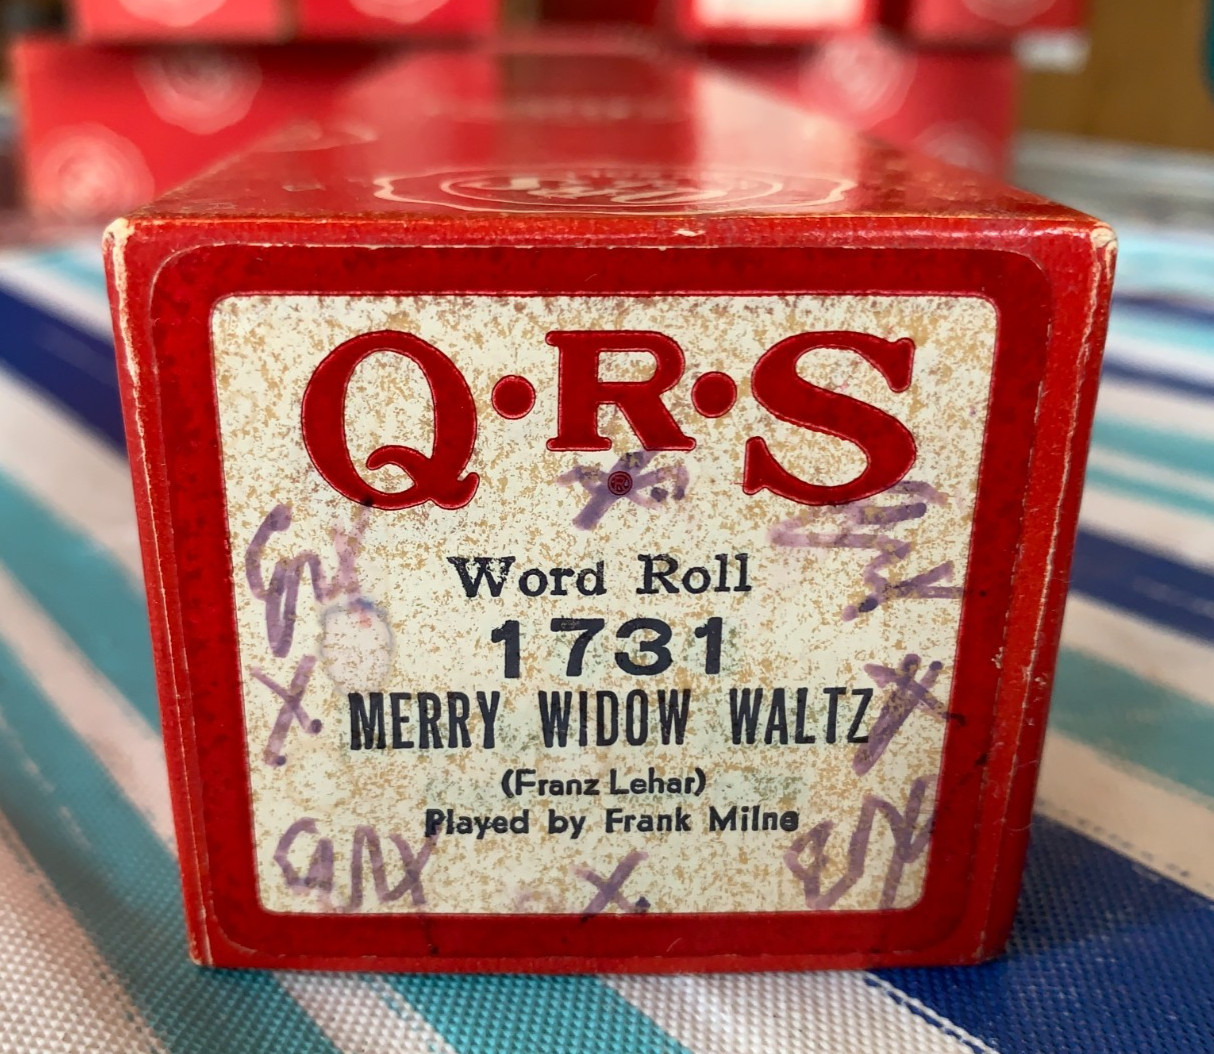 Q·R·S
Word Roll
1731
MERRY WIDOW WALTZ
(Franz Lehar)
Played by Frank Milne